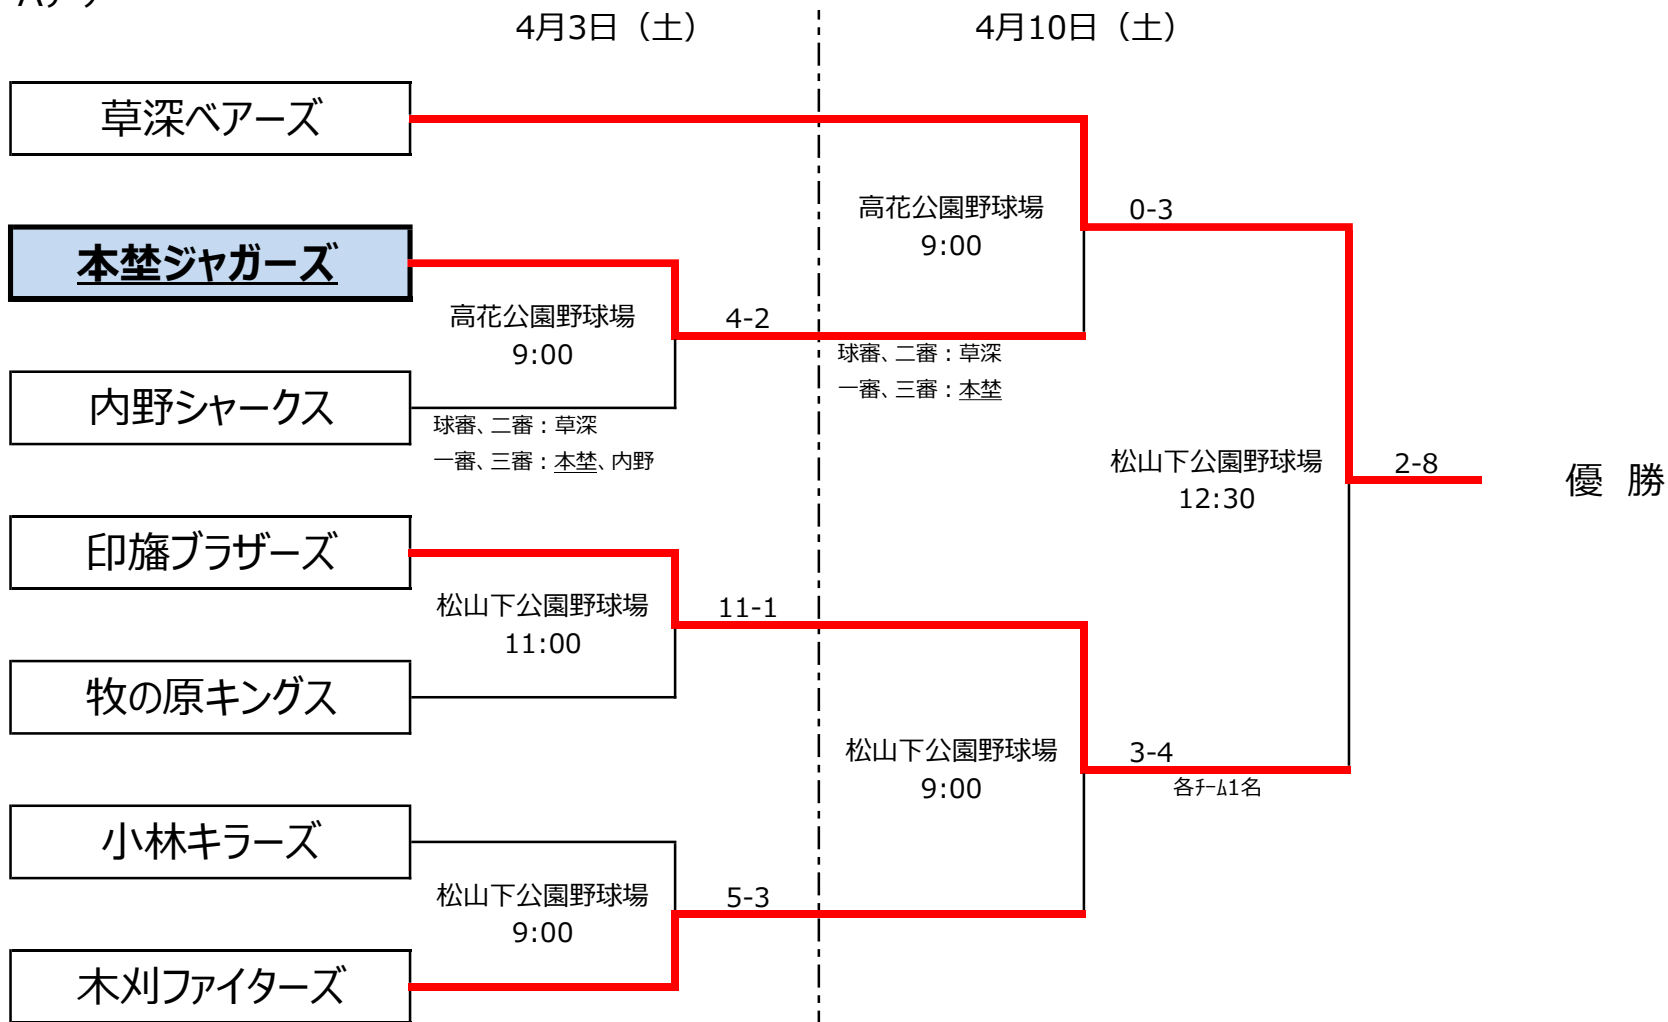 4月3日（土）
4月10日（土）
草深ベアーズ
高花公園野球場
9:00
0-3
本埜ジャガーズ
高花公園野球場
9:00
4-2
球審、二審：草深
一審、三審：本埜
内野シャークス
球審、二審：草深
一審、三審：本埜、内野
松山下公園野球場
12:30
2-8
優 勝
印旛ブラザーズ
松山下公園野球場
11:00
11-1
牧の原キングス
松山下公園野球場
9:00
3-4
各チーム1名
小林キラーズ
松山下公園野球場
9:00
5-3
木刈ファイターズ